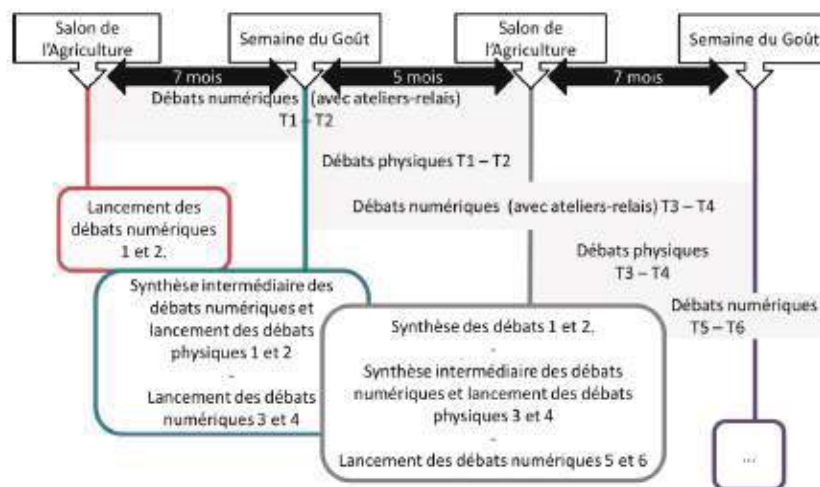 Salon de
l'Agriculture
Semaine du Goût
Salon de
l'Agriculture
Semaine du Goût
7 mois
5 mois
7 mois
Débats numériques (avec ateliers-relais)
T1 – T2
Débats physiques T1 – T2
Débats numériques (avec ateliers-relais) T3 – T4
Débats physiques
T3 – T4
Débats numériques
T5 – T6
Lancement des
débats numériques
1 et 2.
Synthèse intermédiaire des
débats numériques et
lancement des débats
physiques 1 et 2
-
Lancement des débats
numériques 3 et 4
Synthèse des débats 1 et 2.
-
Synthèse intermédiaire des débats
numériques et lancement des débats
physiques 3 et 4
-
Lancement des débats numériques 5 et 6
...